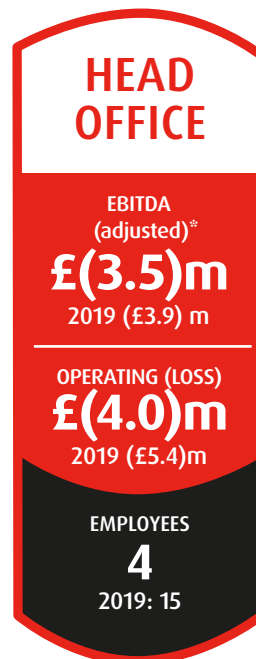 HEAD
OFFICE
EBITDA
(adjusted)*
£(3.5)m
2019 (£3.9) m
OPERATING (LOSS)
£(4.0)m
2019 (£5.4)m
EMPLOYEES
4
2019: 15